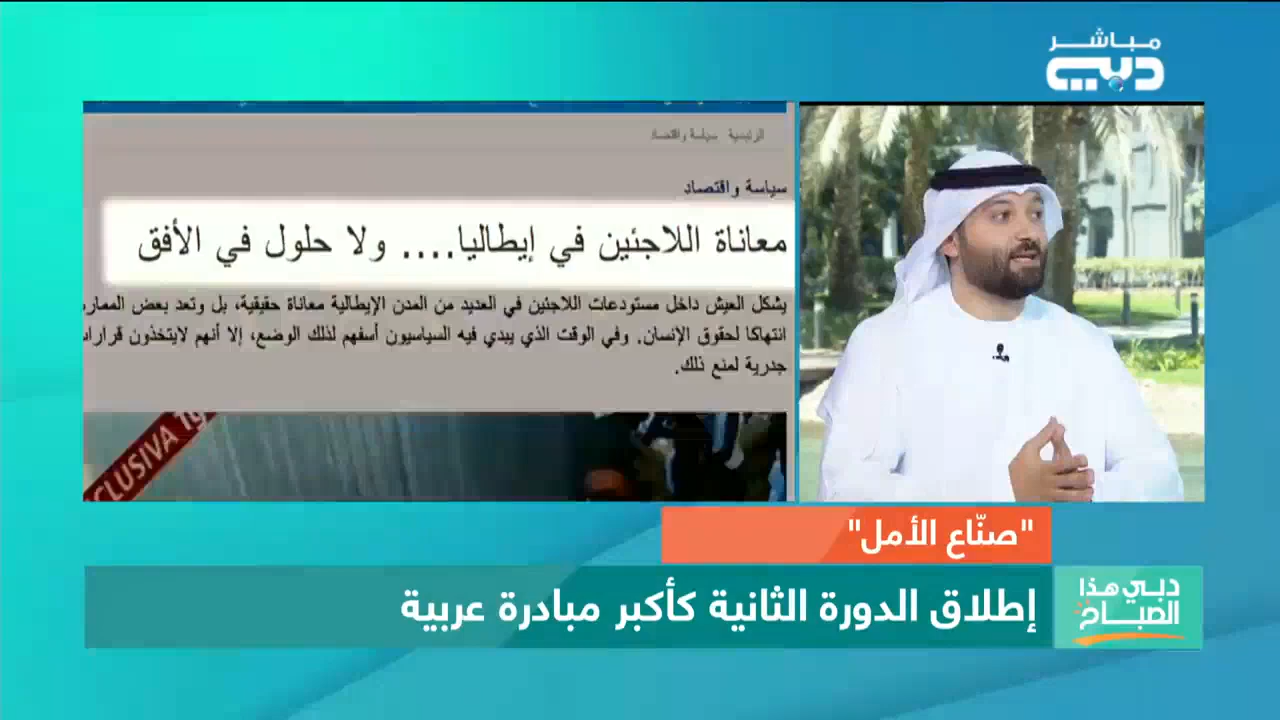 مباشر
دبي
الرئيسية سياسة واقتصاد
سياسة واقتصاد
معاناة اللاجئين في إيطاليا.... ولا حلول في الأفق
يشكل العيش داخل مستودعات اللاجئين في العديد من المدن الإيطالية معاناة حقيقية، بل وتعد بعض الممار
انتهاكا لحقوق الإنسان. وفي الوقت الذي يبدي فيه السياسيون أسفهم لذلك الوضع، إلا أنهم لايتخذون قرارات
جدرية لمنع ذلك.
CLUSIVA
"صنّاع الأمل"
إطلاق الدورة الثانية كأكبر مبادرة عربية
دبي هذا
الصباح